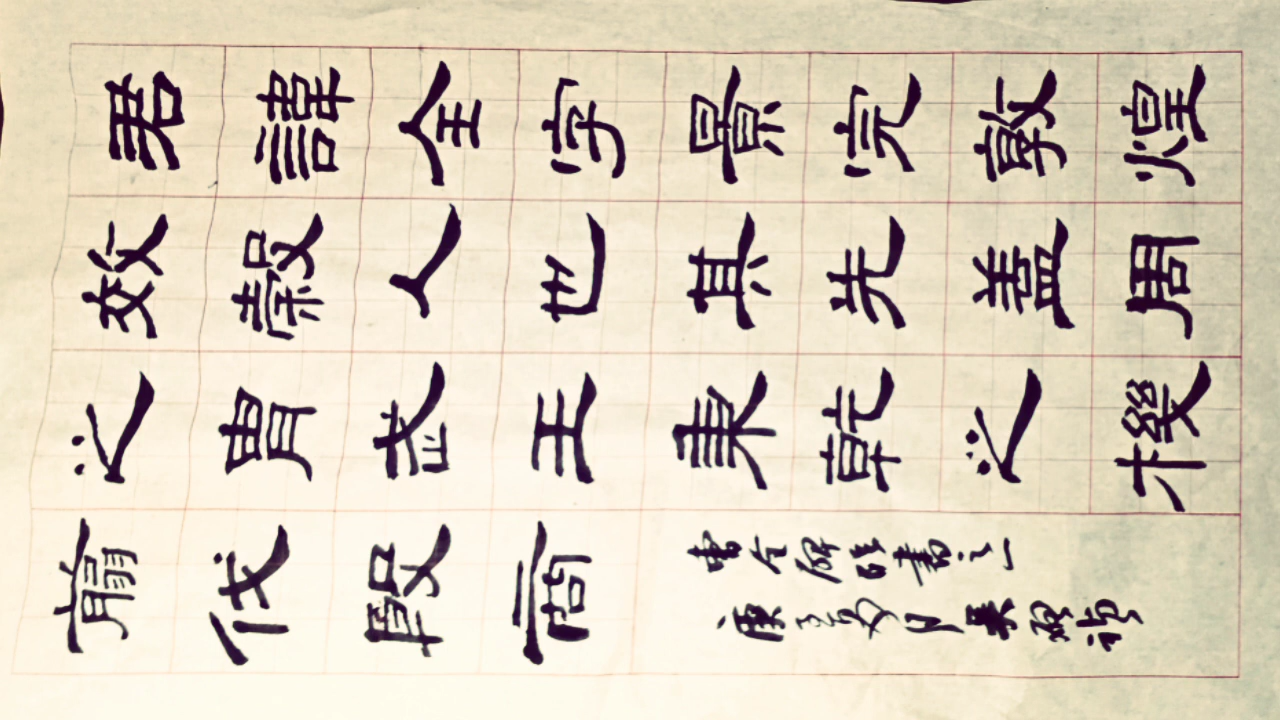 君諱全字景完敦煌
效穀人也其先蓋周
之胄武王秉乾之機
翦伐殷商